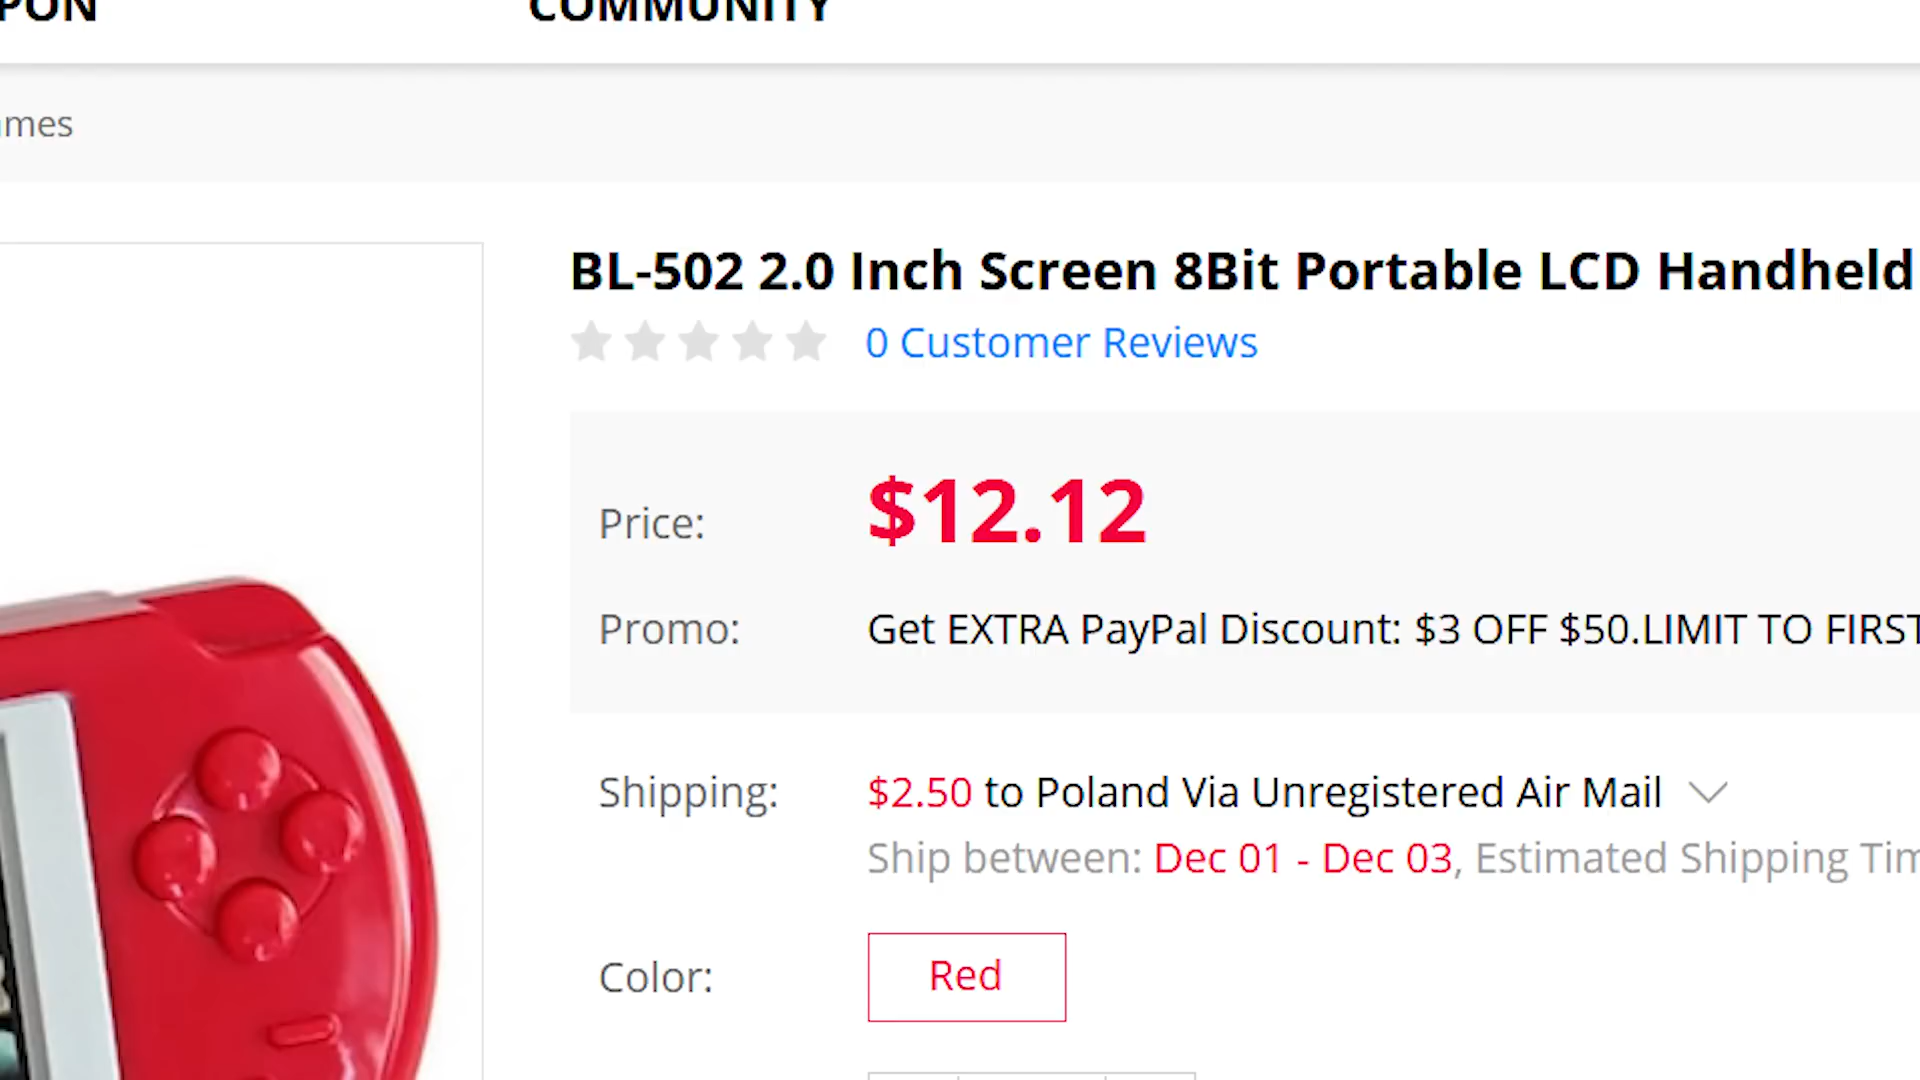 COMMUNITY
BL-502 2.0 Inch Screen 8Bit Portable LCD Handheld
0 Customer Reviews
Price: $12.12
Promo: Get EXTRA PayPal Discount: $3 OFF $50.LIMIT TO FIRST
Shipping: $2.50 to Poland Via Unregistered Air Mail
Ship between: Dec 01 - Dec 03, Estimated Shipping
Color: Red